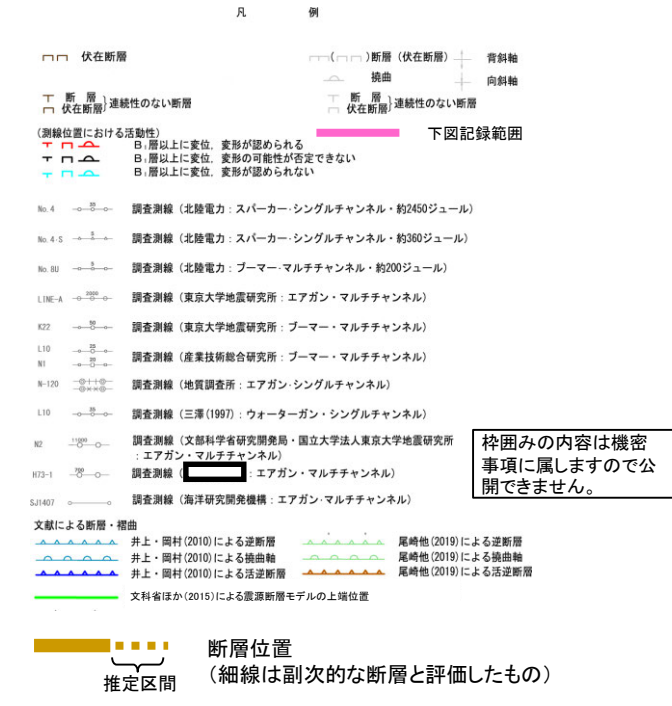 凡 例
伏在断層
( )断層 (伏在断層)
背斜軸
撓曲
向斜軸
断 層
伏在断層}連続性のない断層
断 層
伏在断層}連続性のない断層
(測線位置における活動性)
下図記録範囲
B₁層以上に変位, 変形が認められる
B₁層以上に変位, 変形の可能性が否定できない
B₁層以上に変位, 変形が認められない
No.4 25 調査測線 (北陸電力:スパーカー・シングルチャンネル・約2450ジュール)
No.4-S 5 調査測線 (北陸電力:スパーカー・シングルチャンネル・約360ジュール)
No.8U 5 調査測線 (北陸電力:ブーマー・マルチチャンネル・約200ジュール)
LINE-A 2000 調査測線 (東京大学地震研究所:エアガン・マルチチャンネル)
K22 50 調査測線 (東京大学地震研究所:ブーマー・マルチチャンネル)
L10
N1 調査測線 (産業技術総合研究所:ブーマー・マルチチャンネル)
N-120 調査測線 (地質調査所:エアガン・シングルチャンネル)
L10 35 調査測線 (三澤(1997):ウォーターガン・シングルチャンネル)
N2 11000 調査測線 (文部科学省研究開発局・国立大学法人東京大学地震研究所
:エアガン・マルチチャンネル)
H73-1 700 調査測線 ( :エアガン・マルチチャンネル)
SJ1407 調査測線 (海洋研究開発機構:エアガン・マルチチャンネル)
枠囲みの内容は機密
事項に属しますので公
開できません。
文献による断層・褶曲
井上・岡村(2010)による逆断層
尾崎他(2019)による逆断層
井上・岡村(2010)による撓曲軸
尾崎他(2019)による撓曲軸
井上・岡村(2010)による活逆断層
尾崎他(2019)による活逆断層
文科省ほか(2015)による震源断層モデルの上端位置
断層位置
(細線は副次的な断層と評価したもの)
推定区間